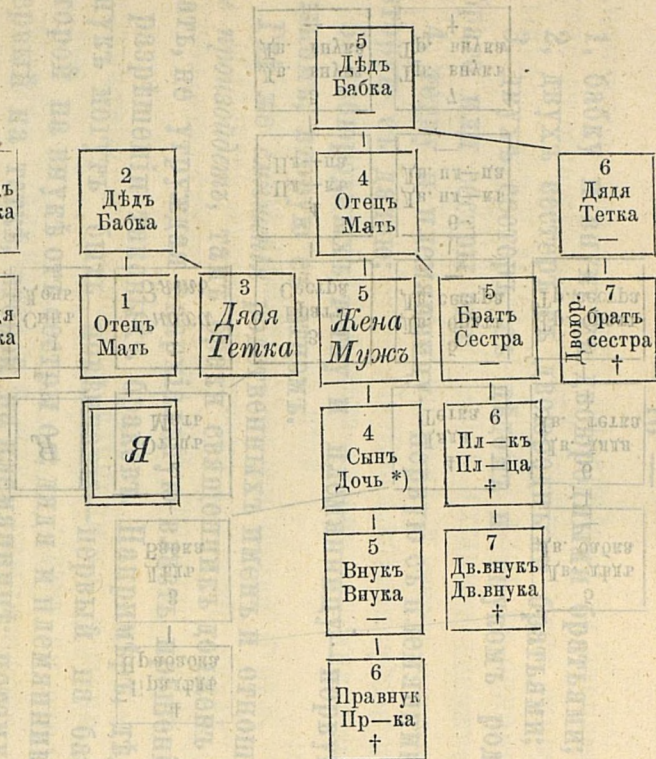 5
Дѣдъ
Бабка
—
2
Дѣдъ
Бабка
4
Отецъ
Мать
6
Дядя
Тетка
—
1
Отецъ
Мать
3
Дядя
Тетка
5
Жена
Мужъ
5
Братъ
Сестра
—
7
Двоюр.
братъ
сестра
†
Я
4
Сынъ
Дочь *)
6
Пл—къ
Пл—ца
†
5
Внукъ
Внука
—
7
Дв.внукъ
Дв.внука
†
6
Правнук
Пр—ка
†